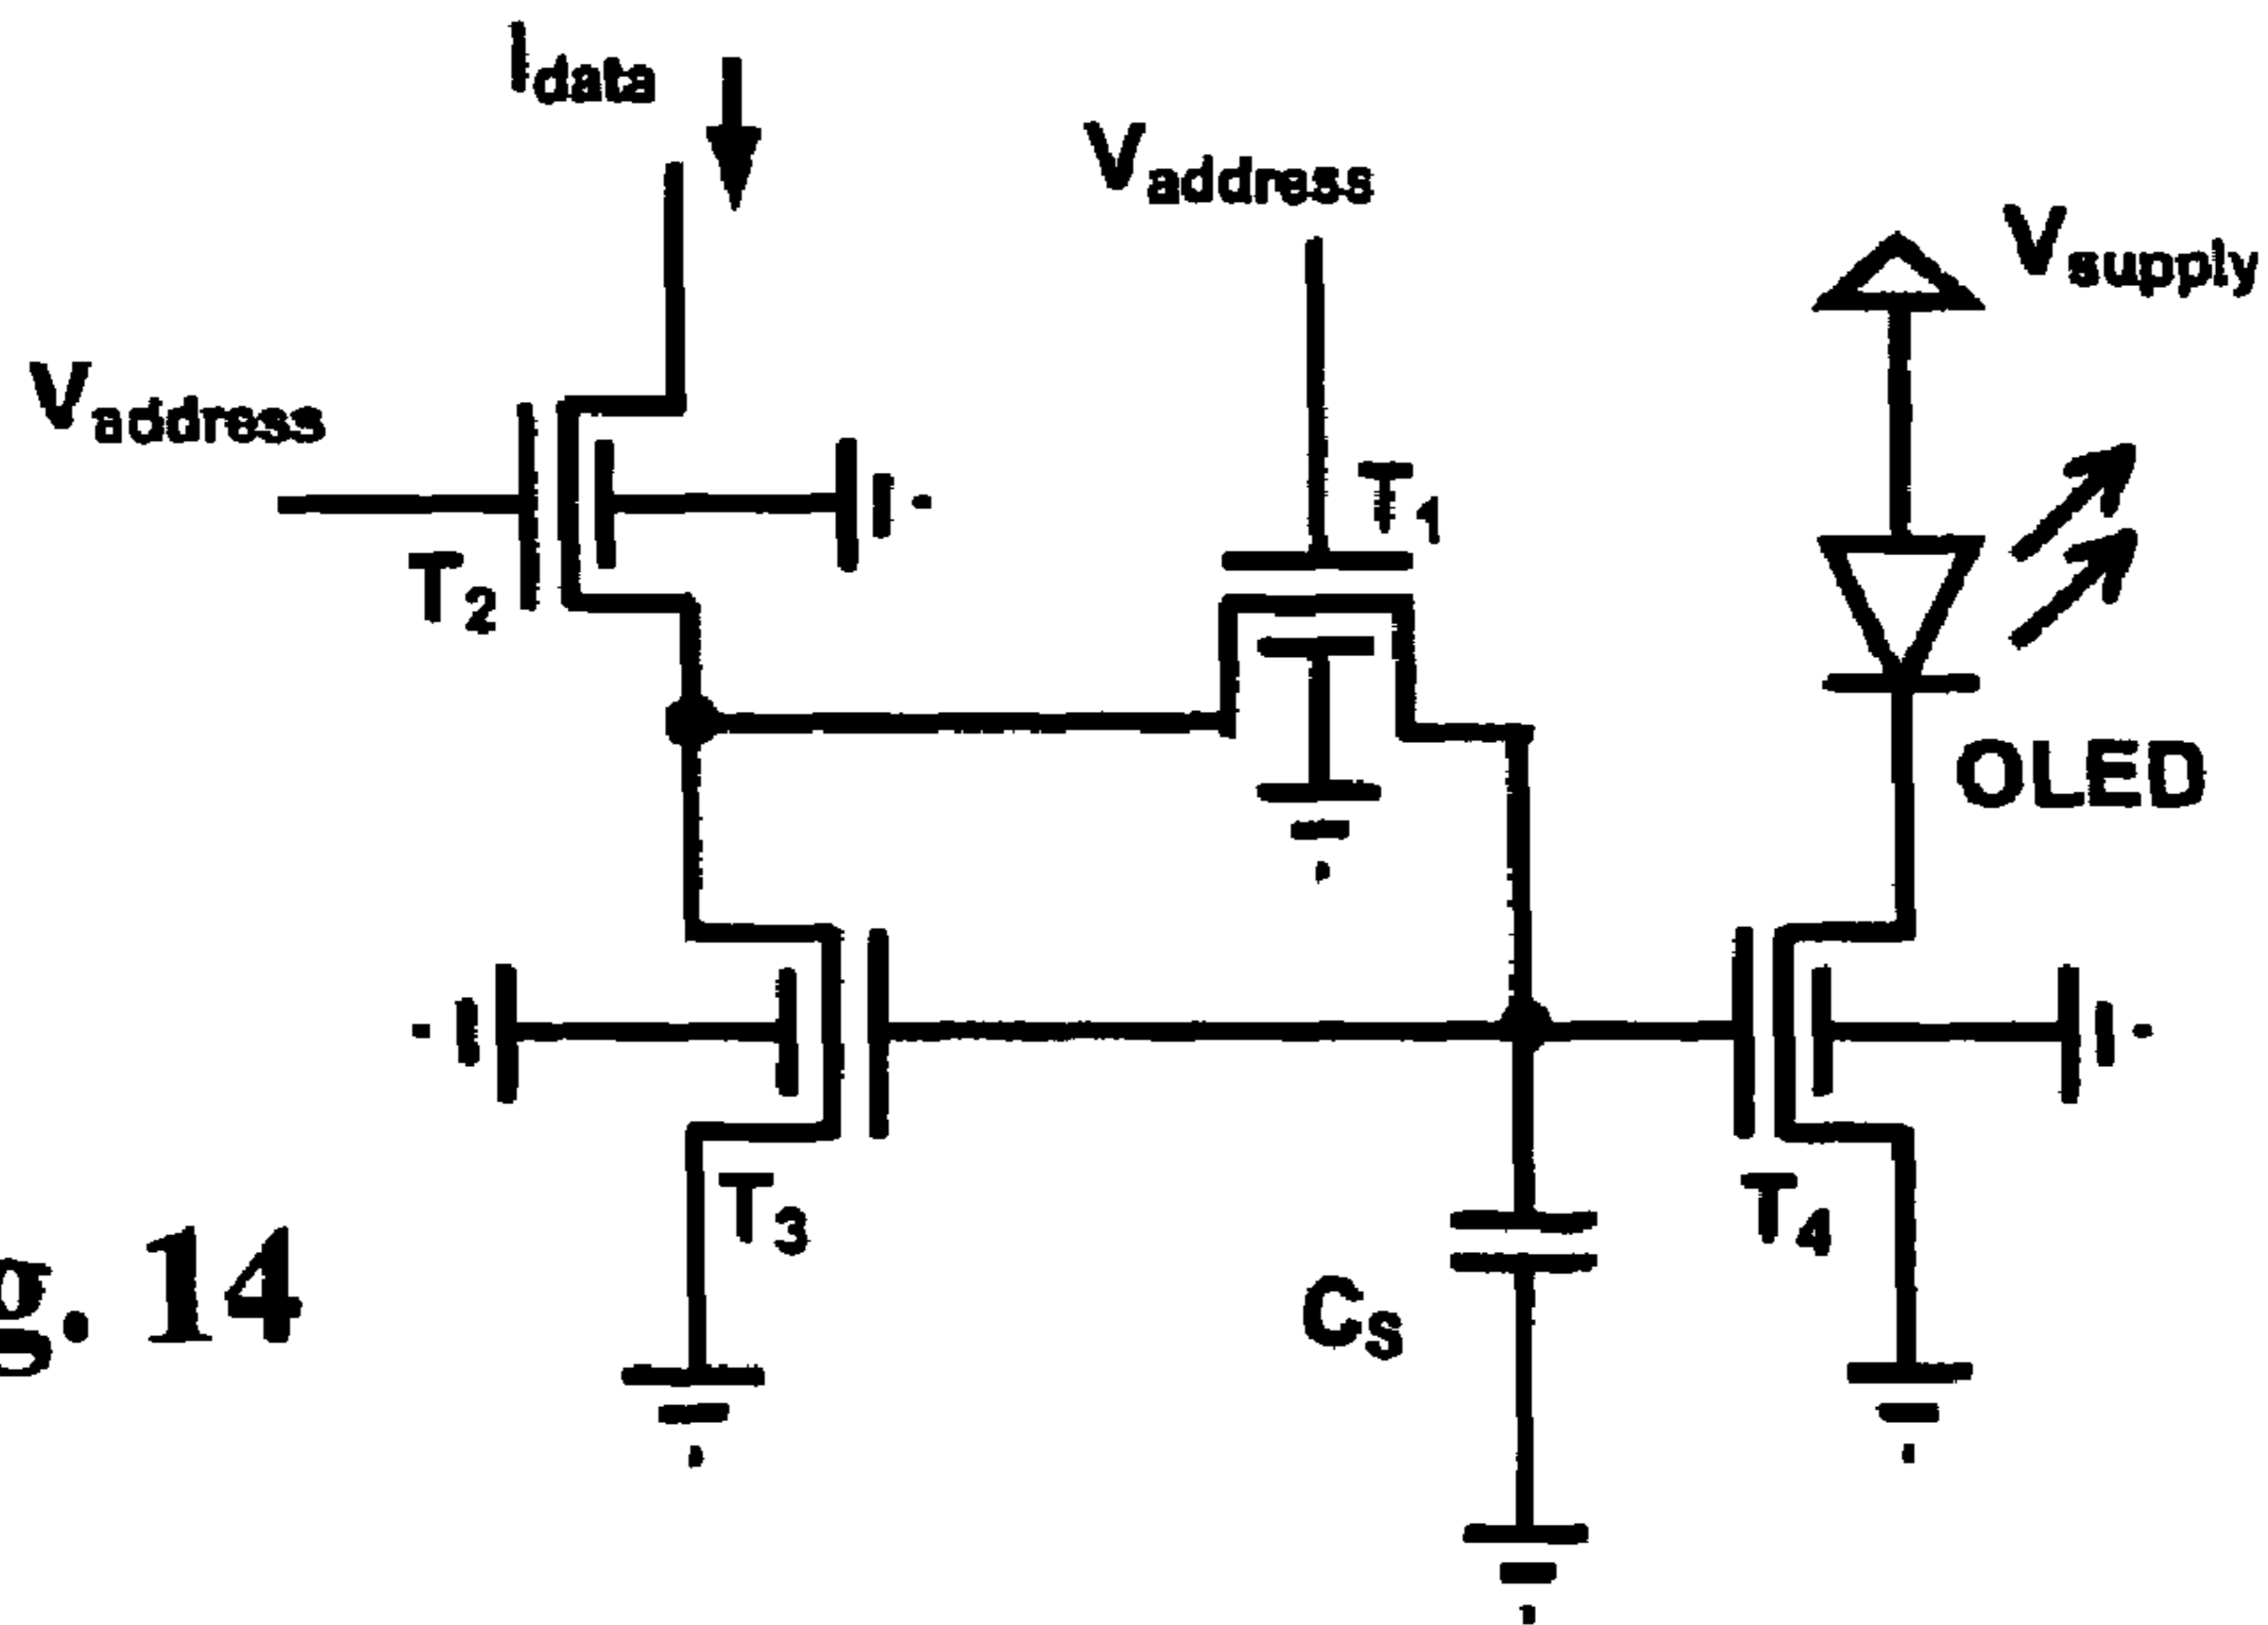 Idata
Vaddress
Vsupply
Vaddress
T1
T2
OLED
T3
T4
g. 14
CS